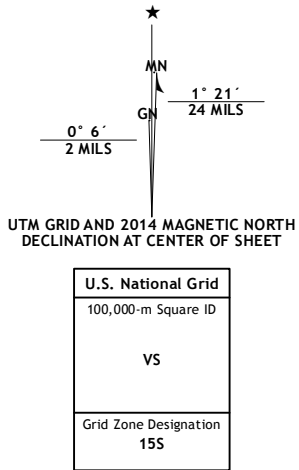 MN
1° 21´
24 MILS
GN
0° 6´
2 MILS
UTM GRID AND 2014 MAGNETIC NORTH
DECLINATION AT CENTER OF SHEET
U.S. National Grid
100,000-m Square ID
VS
Grid Zone Designation
15S